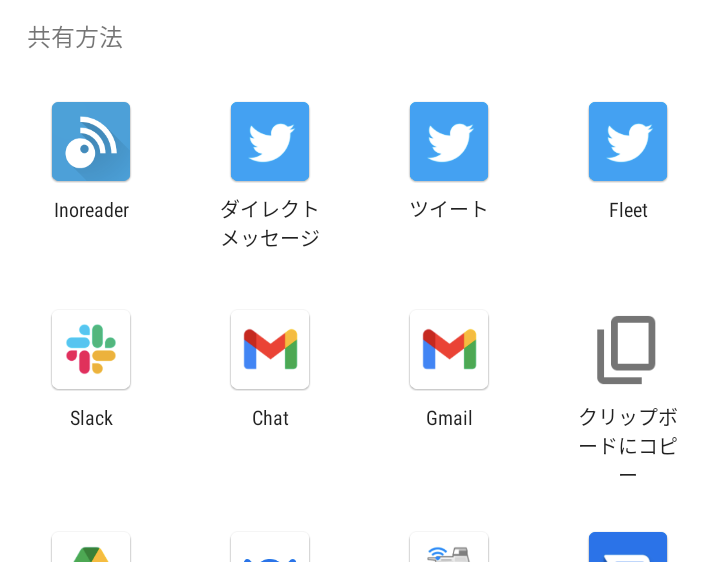 共有方法
Inoreader
ダイレクト
メッセージ
ツイート
Fleet
Slack
Chat
Gmail
クリップボ
ードにコピ
ー